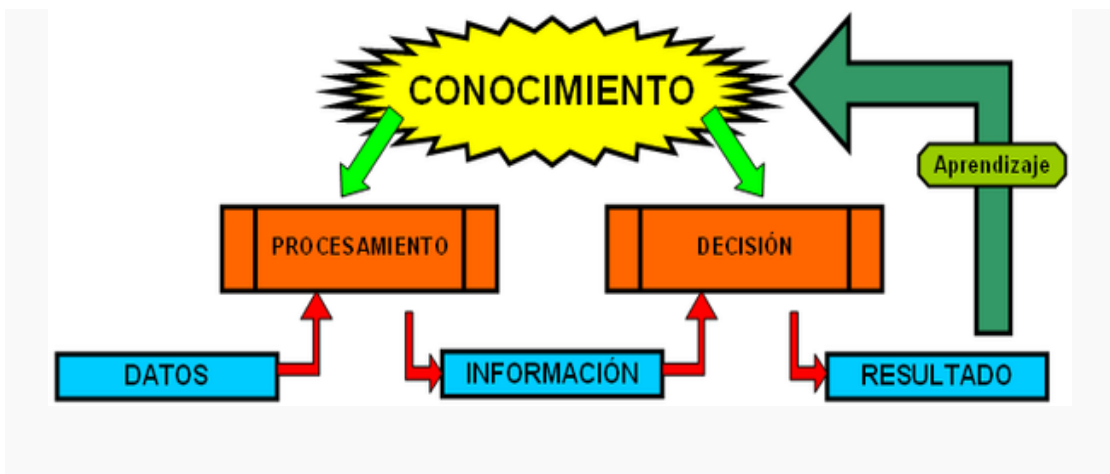 CONOCIMIENTO
Aprendizaje
PROCESAMIENTO
DECISIÓN
DATOS
INFORMACIÓN
RESULTADO